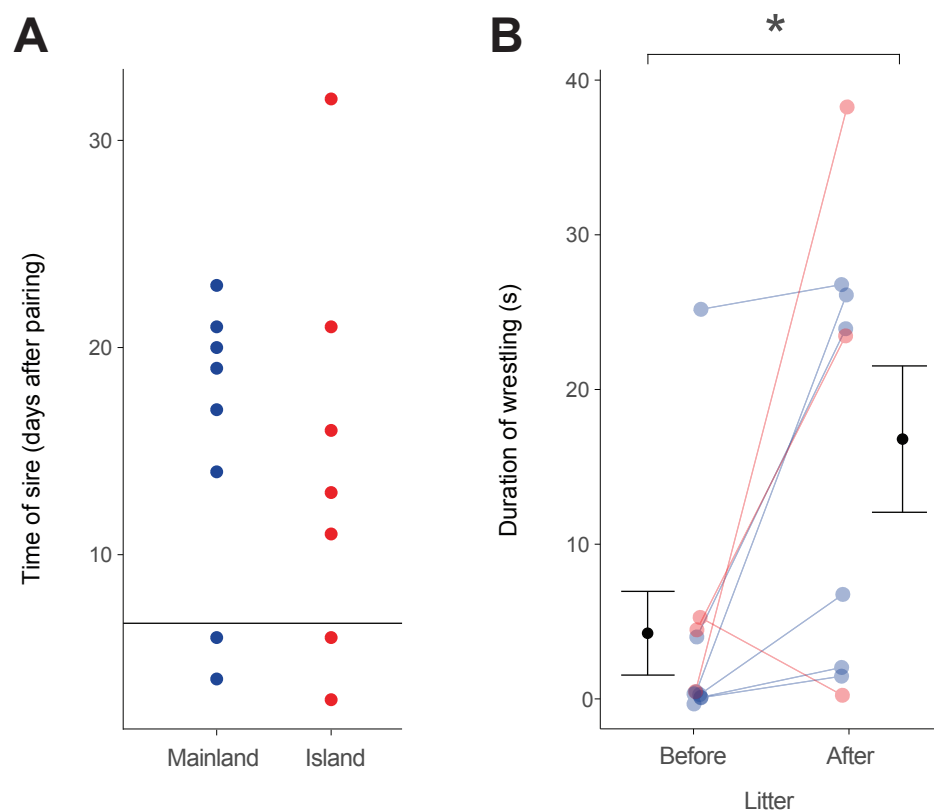 A
Time of sire (days after pairing)
30
20
10
Mainland
Island
B
*
Duration of wrestling (s)
40
30
20
10
0
Before
After
Litter